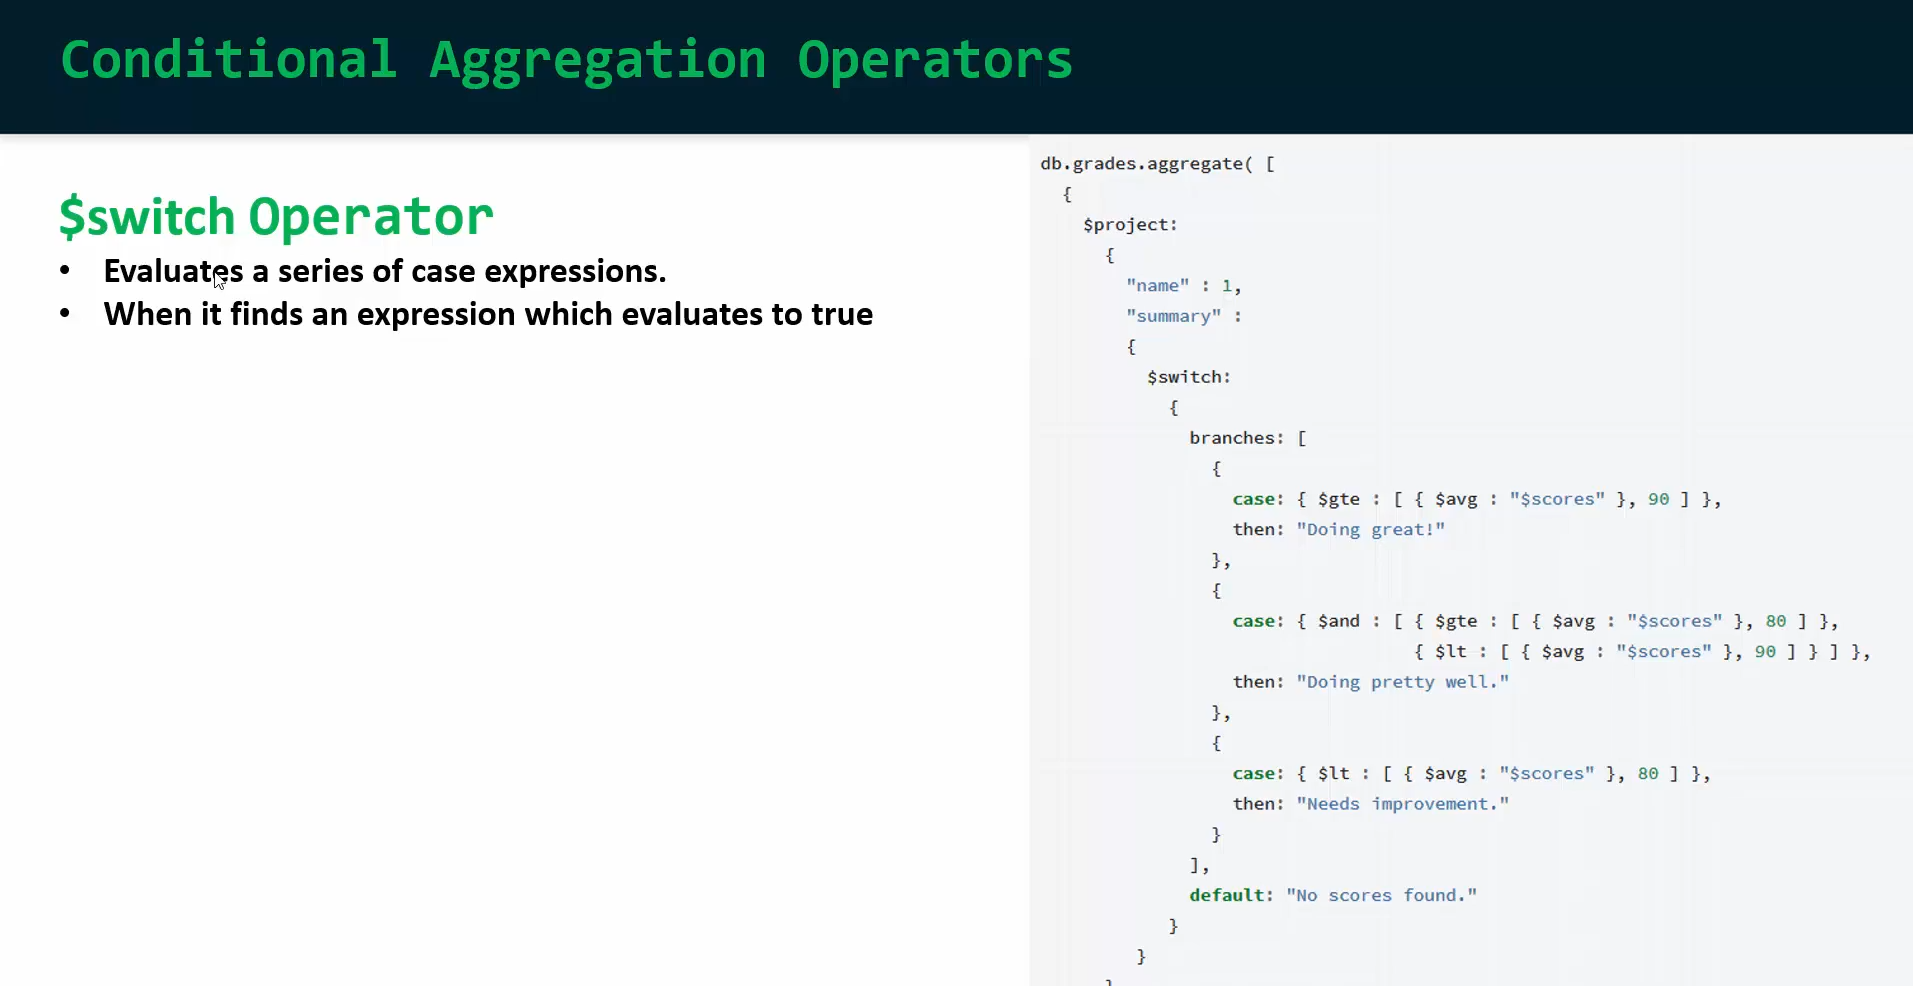 Conditional Aggregation Operators
$switch Operator
• Evaluates a series of case expressions.
• When it finds an expression which evaluates to true
db.grades.aggregate( [
{
$project:
{
"name" : 1,
"summary" :
{
$switch:
{
branches: [
{
case: { $gte : [ { $avg : "$scores" }, 90 ] },
then: "Doing great!"
},
{
case: { $and : [ { $gte : [ { $avg : "$scores" }, 80 ] },
{ $lt : [ { $avg : "$scores" }, 90 ] } ] },
then: "Doing pretty well."
},
{
case: { $lt : [ { $avg : "$scores" }, 80 ] },
then: "Needs improvement."
}
],
default: "No scores found."
}
}
}